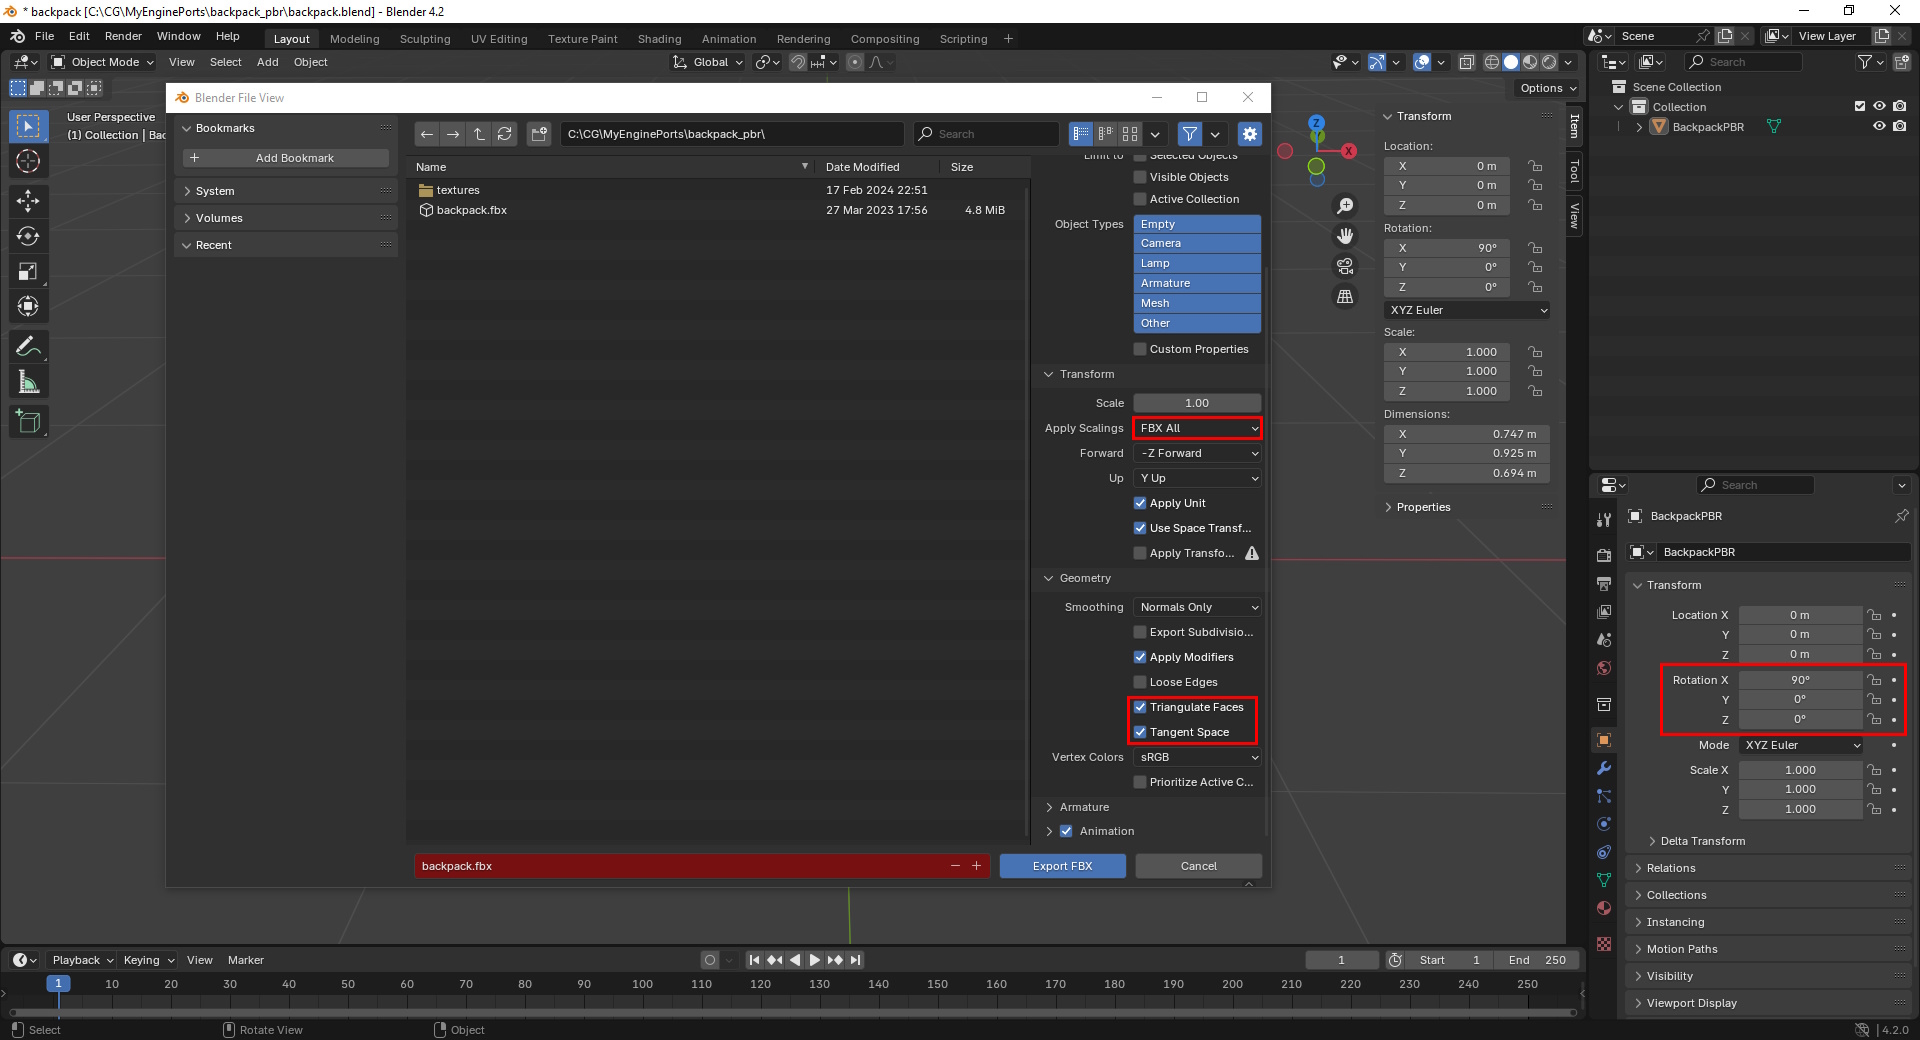 * backpack [C:\CG\MyEnginePorts\backpack_pbr\backpack.blend] - Blender 4.2
File Edit Render Window Help Layout Modeling Sculpting UV Editing Texture Paint Shading Animation Rendering Compositing Scripting + Scene View Layer
Object Mode View Select Add Object Global Search
Options
User Perspective
(1) Collection | Bac
Blender File View
Bookmarks
Add Bookmark
System
Volumes
Recent
C:\CG\MyEnginePorts\backpack_pbr\ Search
Name Date Modified Size
textures 17 Feb 2024 22:51
backpack.fbx 27 Mar 2023 17:56 4.8 MiB
Limit to Selected Objects
Visible Objects
Active Collection
Object Types Empty
Camera
Lamp
Armature
Mesh
Other
Custom Properties
Transform
Scale 1.00
Apply Scalings FBX All
Forward -Z Forward
Up Y Up
Apply Unit
Use Space Transf...
Apply Transfo...
Geometry
Smoothing Normals Only
Export Subdivisio...
Apply Modifiers
Loose Edges
Triangulate Faces
Tangent Space
Vertex Colors sRGB
Prioritize Active C...
Armature
Animation
backpack.fbx Export FBX Cancel
Z
X
Transform
Location:
X 0 m
Y 0 m
Z 0 m
Rotation:
X 90°
Y 0°
Z 0°
XYZ Euler
Scale:
X 1.000
Y 1.000
Z 1.000
Dimensions:
X 0.747 m
Y 0.925 m
Z 0.694 m
Properties
Item
Tool
View
Scene Collection
Collection
BackpackPBR
Search
BackpackPBR
BackpackPBR
Transform
Location X 0 m
Y 0 m
Z 0 m
Rotation X 90°
Y 0°
Z 0°
Mode XYZ Euler
Scale X 1.000
Y 1.000
Z 1.000
Delta Transform
Relations
Collections
Instancing
Motion Paths
Visibility
Viewport Display
Playback Keying View Marker 1 Start 1 End 250
1 10 20 30 40 50 60 70 80 90 100 110 120 130 140 150 160 170 180 190 200 210 220 230 240 250
Select Rotate View Object 4.2.0